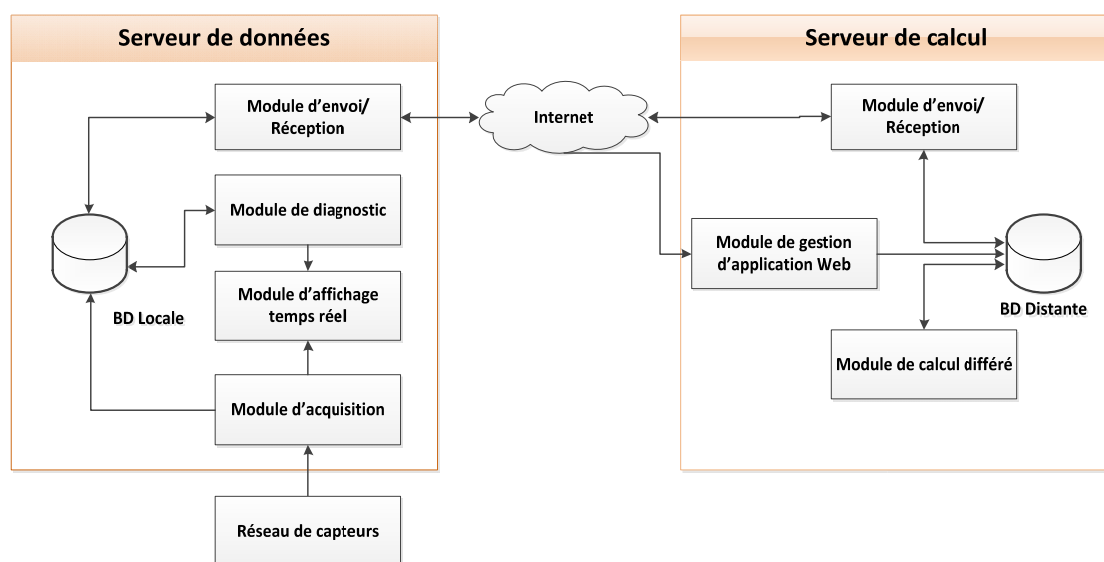 Serveur de données
Module d'envoi/
Réception
Module de diagnostic
Module d'affichage
temps réel
BD Locale
Module d'acquisition
Réseau de capteurs
Internet
Serveur de calcul
Module d'envoi/
Réception
Module de gestion
d'application Web
BD Distante
Module de calcul différé